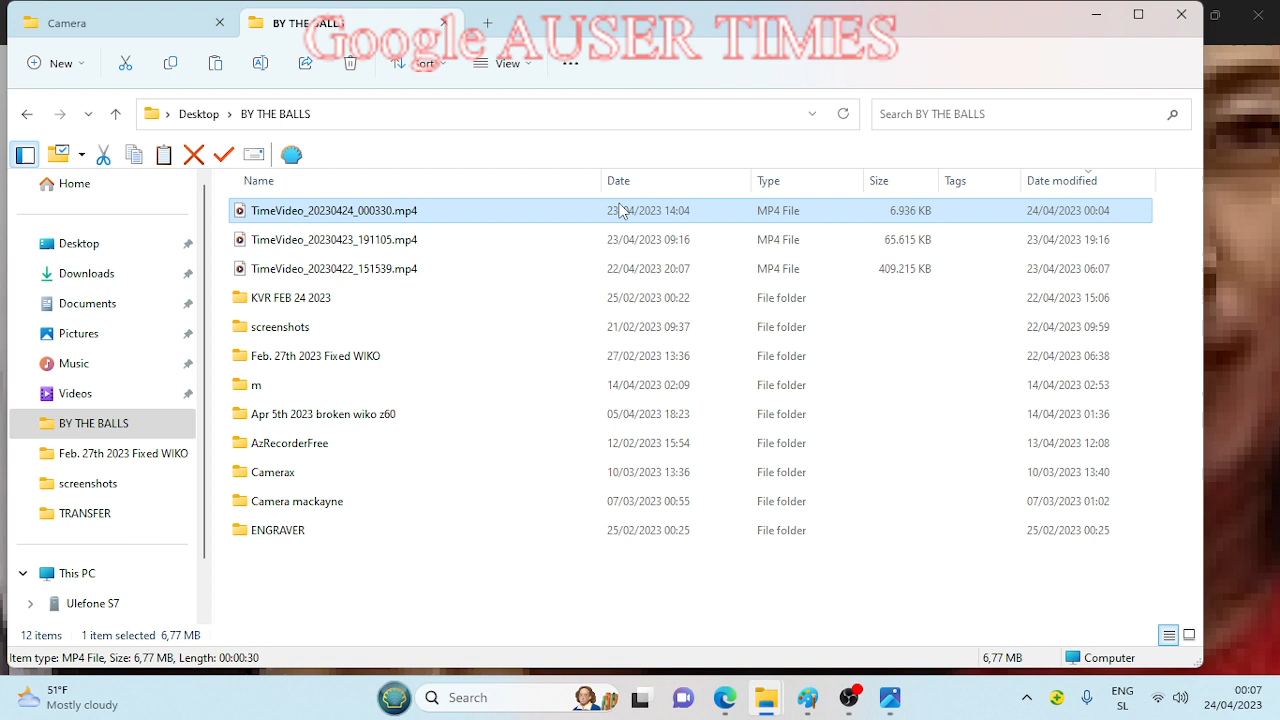 Camera
BY THE BALLS
Google AUSER TIMES
New
Sort
View
Desktop
BY THE BALLS
Search BY THE BALLS
Name Date Type Size Tags Date modified
TimeVideo_20230424_000330.mp4 23/04/2023 14:04 MP4 File 6.936 KB 24/04/2023 00:04
TimeVideo_20230423_191105.mp4 23/04/2023 09:16 MP4 File 65.615 KB 23/04/2023 19:16
TimeVideo_20230422_151539.mp4 22/04/2023 20:07 MP4 File 409.215 KB 23/04/2023 06:07
KVR FEB 24 2023 25/02/2023 00:22 File folder 22/04/2023 15:06
screenshots 21/02/2023 09:37 File folder 22/04/2023 09:59
Feb. 27th 2023 Fixed WIKO 27/02/2023 13:36 File folder 22/04/2023 06:38
m 14/04/2023 02:09 File folder 14/04/2023 02:53
Apr 5th 2023 broken wiko z60 05/04/2023 18:23 File folder 14/04/2023 01:36
AzRecorderFree 12/02/2023 15:54 File folder 13/04/2023 12:08
Camerax 10/03/2023 13:36 File folder 10/03/2023 13:40
Camera mackayne 07/03/2023 00:55 File folder 07/03/2023 01:02
ENGRAVER 25/02/2023 00:25 File folder 25/02/2023 00:25
Home
Desktop
Downloads
Documents
Pictures
Music
Videos
BY THE BALLS
Feb. 27th 2023 Fixed WIKO
screenshots
TRANSFER
This PC
Ulefone S7
12 items 1 item selected 6,77 MB
Item type: MP4 File, Size: 6,77 MB, Length: 00:00:30 6,77 MB Computer
51°F
Mostly cloudy
Search
ENG
SL
00:07
24/04/2023